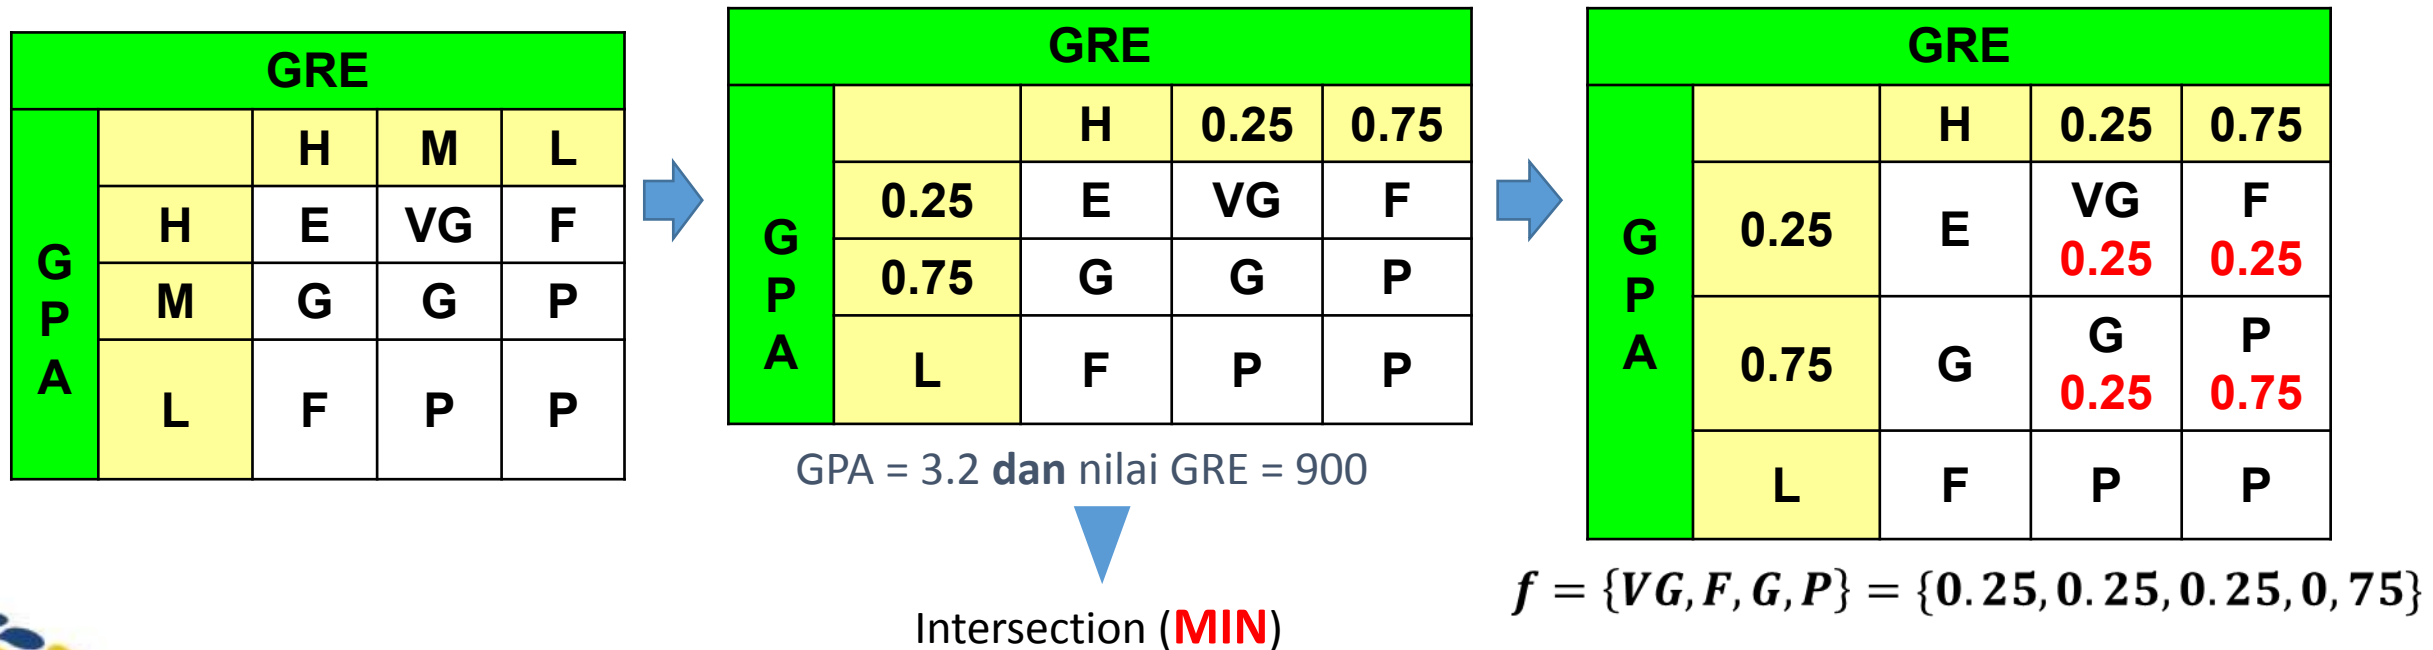 GRE
H M L
H E VG F
M G G P
L F P P
GPA
GRE
H 0.25 0.75
0.25 E VG F
0.75 G G P
L F P P
GPA
GPA = 3.2 dan nilai GRE = 900
Intersection (MIN)
GRE
H 0.25 0.75
0.25 E VG F
0.25 0.25
0.75 G G P
0.25 0.75
L F P P
GPA
f = {VG, F, G, P} = {0.25, 0.25, 0.25, 0,75}